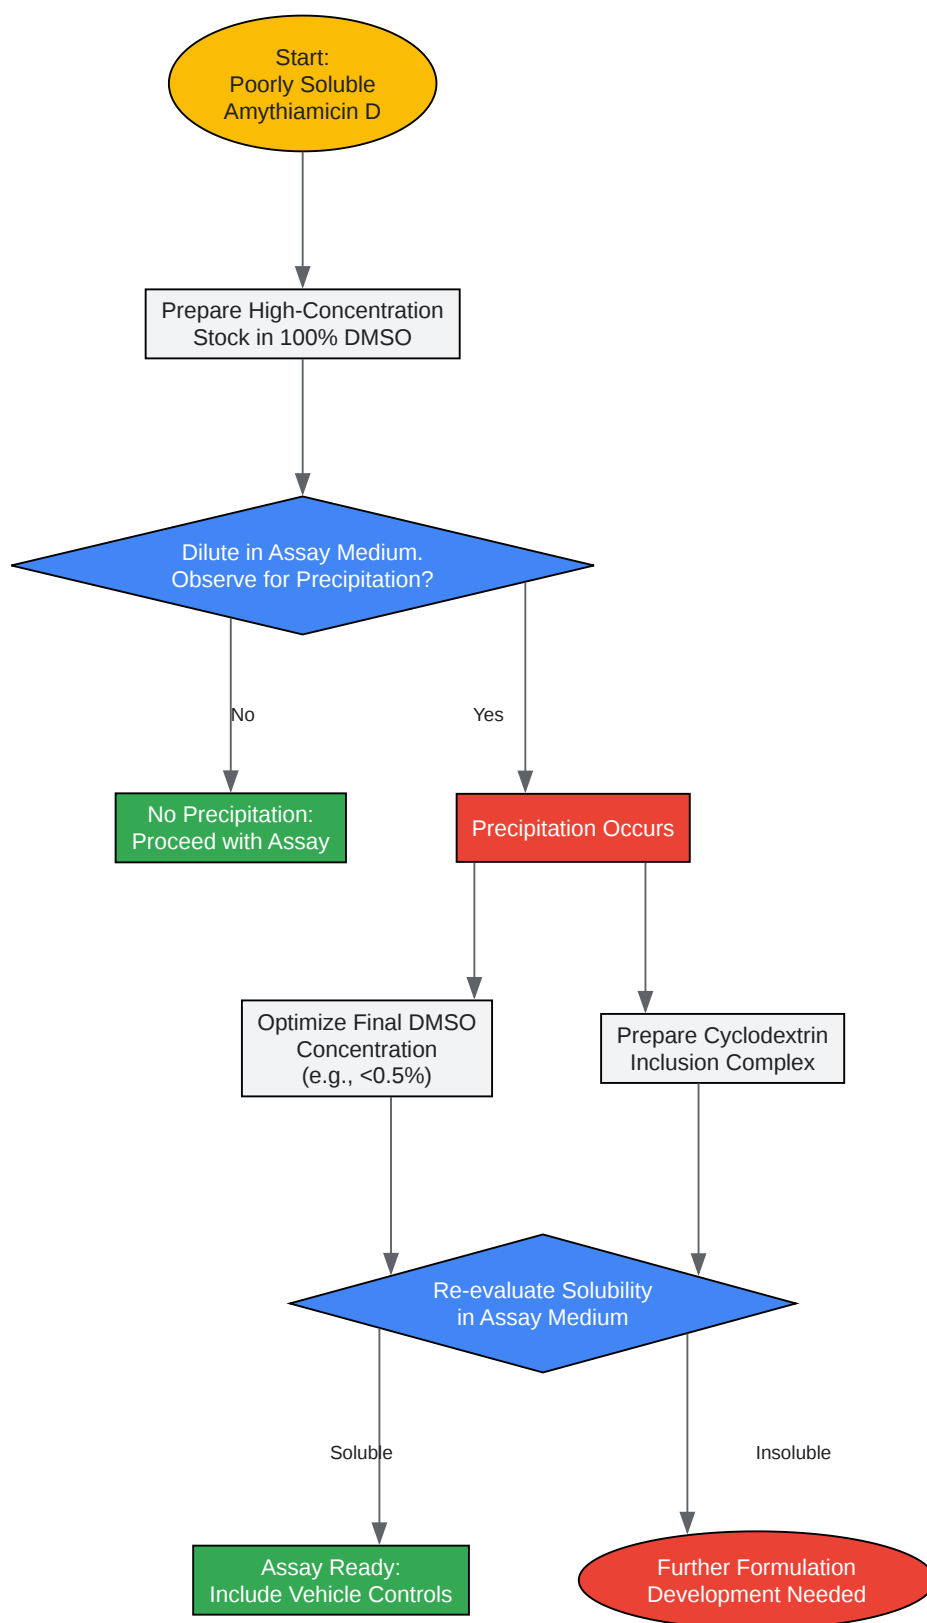 Start:
Poorly Soluble
Amythiamicin D
Prepare High-Concentration
Stock in 100% DMSO
Dilute in Assay Medium.
Observe for Precipitation?
No
Yes
No Precipitation:
Proceed with Assay
Precipitation Occurs
Optimize Final DMSO
Concentration
(e.g., <0.5%)
Prepare Cyclodextrin
Inclusion Complex
Re-evaluate Solubility
in Assay Medium
Soluble
Insoluble
Assay Ready:
Include Vehicle Controls
Further Formulation
Development Needed